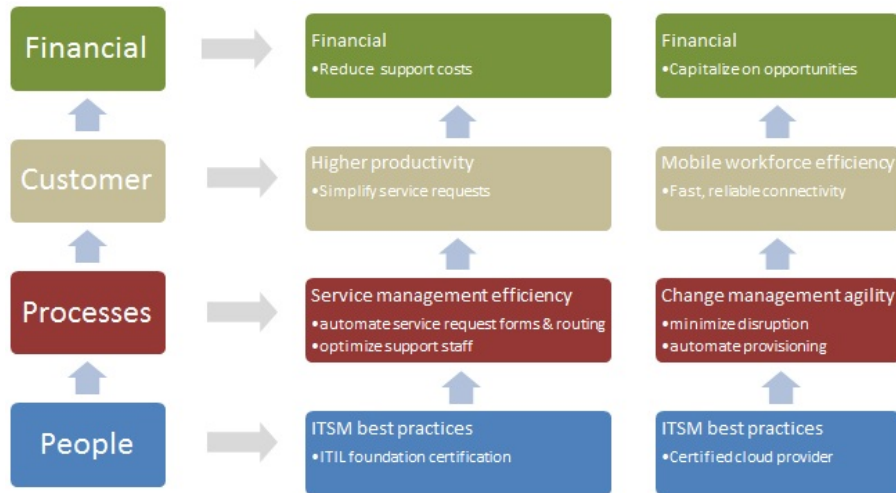 Financial
Financial
•Reduce support costs
Financial
•Capitalize on opportunities
Customer
Higher productivity
•Simplify service requests
Mobile workforce efficiency
•Fast, reliable connectivity
Processes
Service management efficiency
•automate service request forms & routing
•optimize support staff
Change management agility
•minimize disruption
•automate provisioning
People
ITSM best practices
•ITIL foundation certification
ITSM best practices
•Certified cloud provider